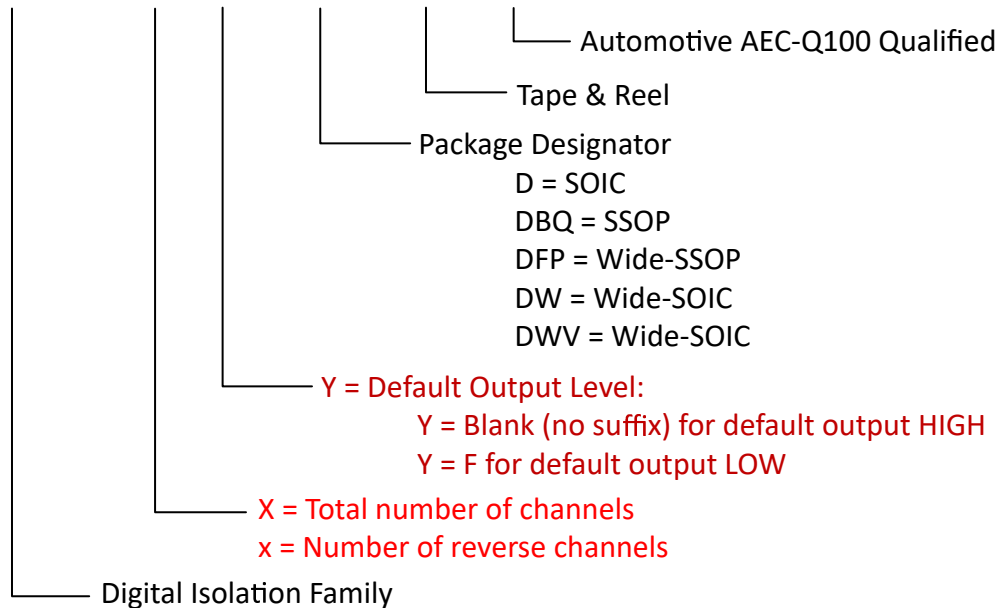 Automotive AEC-Q100 Qualified
Tape & Reel
Package Designator
D = SOIC
DBQ = SSOP
DFP = Wide-SSOP
DW = Wide-SOIC
DWV = Wide-SOIC
Y = Default Output Level:
Y = Blank (no suffix) for default output HIGH
Y = F for default output LOW
X = Total number of channels
x = Number of reverse channels
Digital Isolation Family